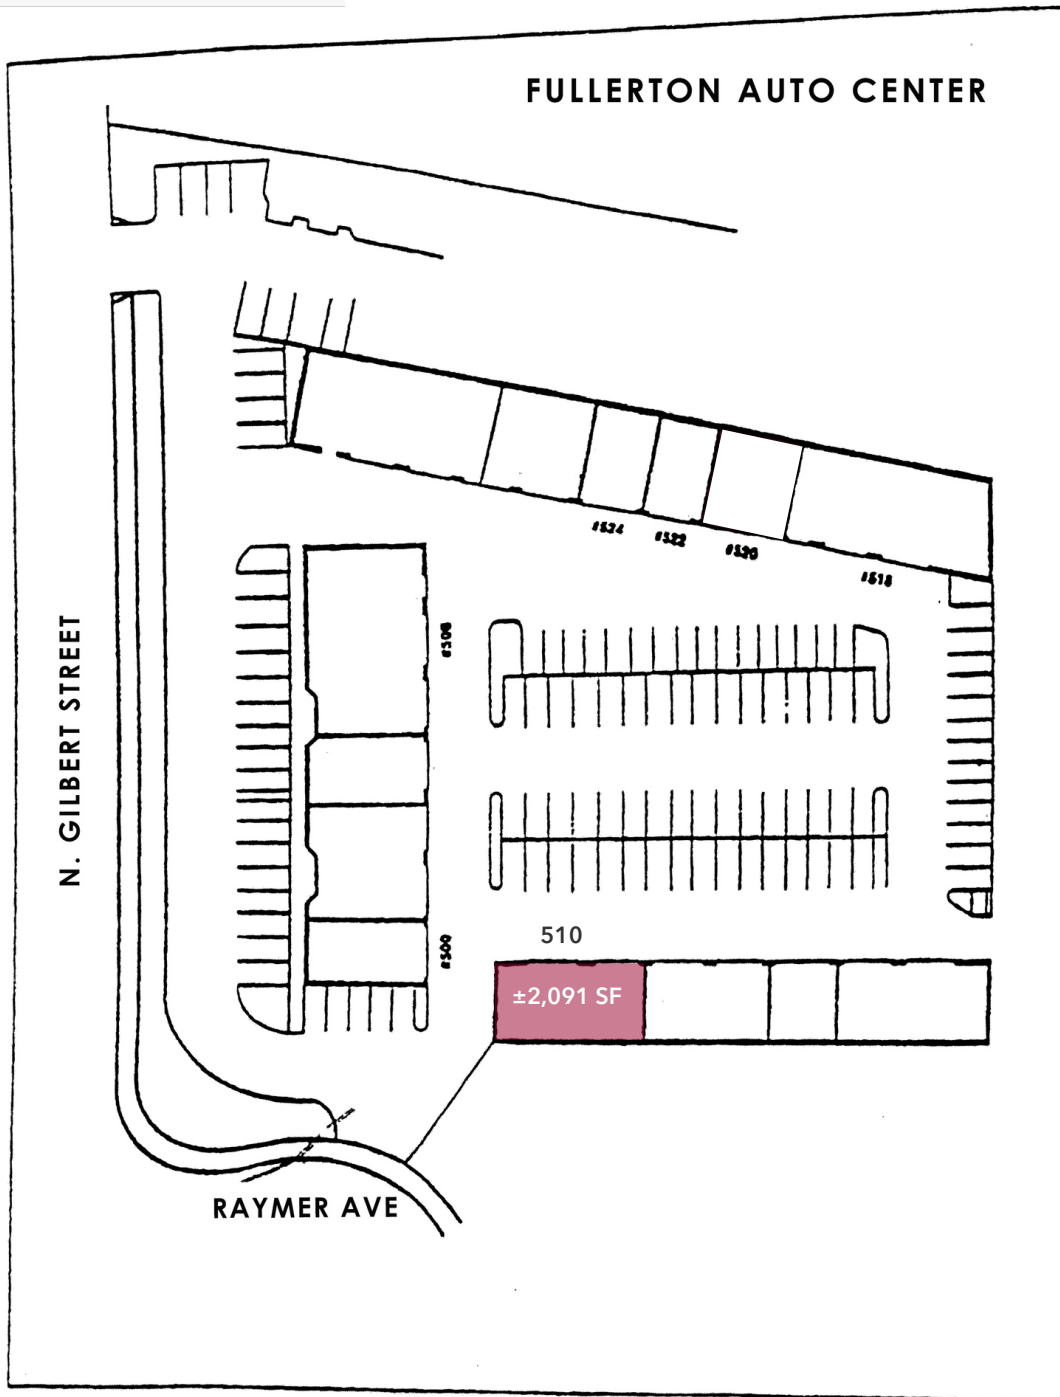 FULLERTON AUTO CENTER
#524
#522
#520
#518
#508
N. GILBERT STREET
#500
510
±2,091 SF
RAYMER AVE